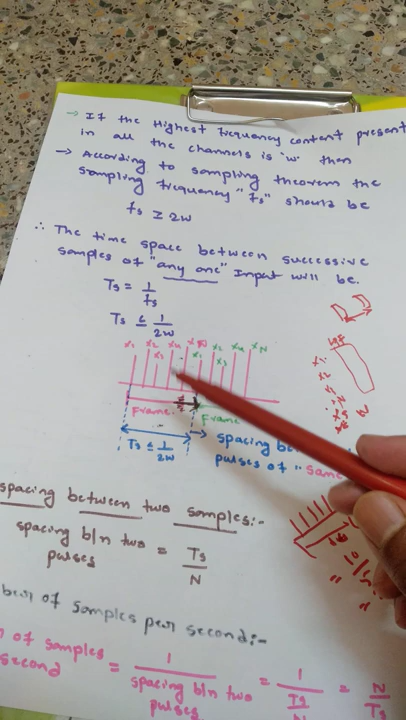 → If the Highest frequency content present
in all the channels is 'w' then
→ According to sampling theorem the
sampling frequency "fs" should be
fs ≥ 2w
∴ The time space between successive
samples of "any one" Input will be.
Ts = 1/fs
Ts ≤ 1/2w
x1 x2 x3 x4 x1 x2 x3 x4 xN
Frame Frame
Ts ≤ 1/2w → spacing
pulses of "same
spacing between two samples:-
spacing b/n two pulses = Ts/N
of samples per second:-
of samples second = 1/spacing b/n two pulses = 1/(Ts/N) = N/Ts
x1
x2